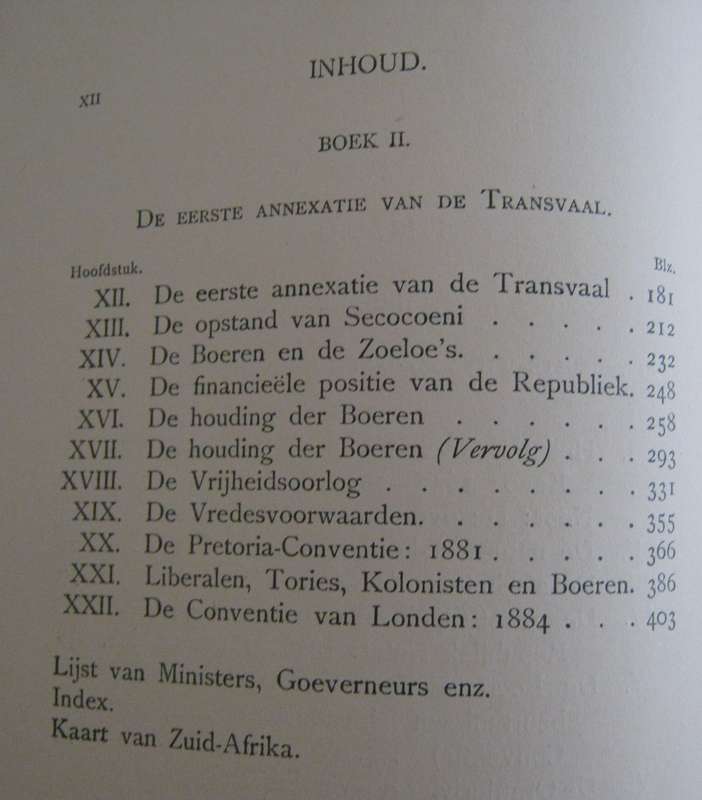 INHOUD.
XII
BOEK II.
DE EERSTE ANNEXATIE VAN DE TRANSVAAL.
Hoofdstuk. Blz.
XII. De eerste annexatie van de Transvaal . 181
XIII. De opstand van Secocoeni . . . . . 212
XIV. De Boeren en de Zoeloe's. . . . . . 232
XV. De financieële positie van de Republiek. 248
XVI. De houding der Boeren . . . . . . 258
XVII. De houding der Boeren (Vervolg) . . . 293
XVIII. De Vrijheidsoorlog . . . . . . . . 331
XIX. De Vredesvoorwaarden. . . . . . . 355
XX. De Pretoria-Conventie: 1881 . . . . . 366
XXI. Liberalen, Tories, Kolonisten en Boeren. 386
XXII. De Conventie van Londen: 1884 . . . 403
Lijst van Ministers, Goeverneurs enz.
Index.
Kaart van Zuid-Afrika.